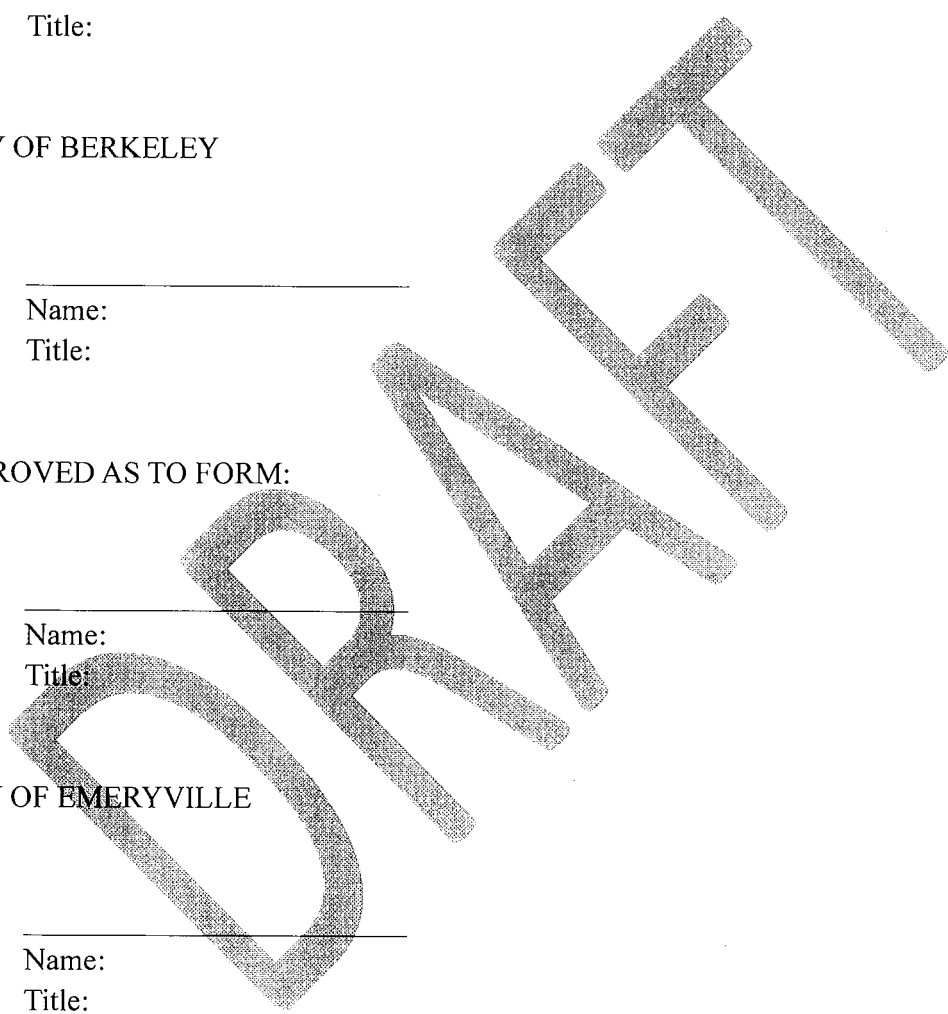 Title:
Y OF BERKELEY
Name:
Title:
ROVED AS TO FORM:
Name:
Title:
Y OF EMERYVILLE
Name:
Title:
DRAFT